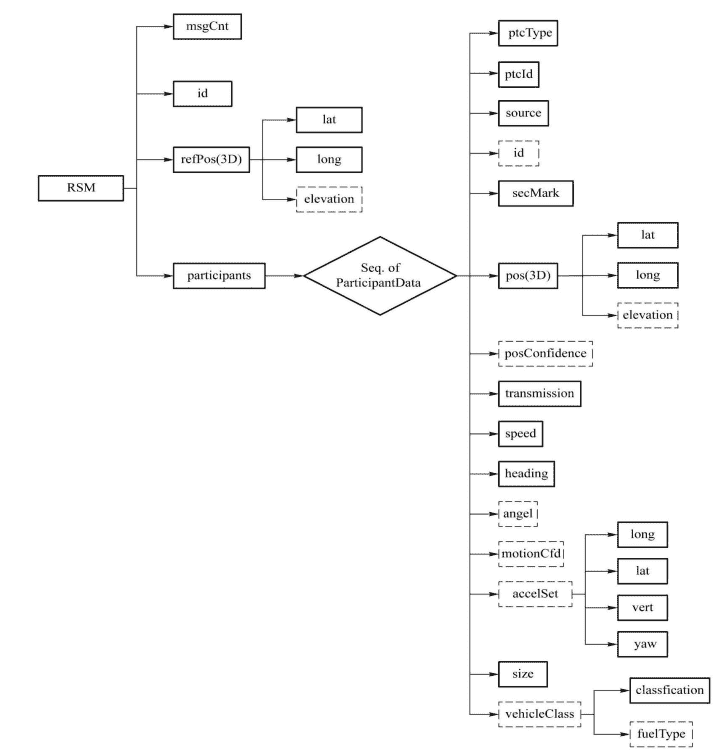 RSM
msgCnt
id
refPos(3D)
lat
long
elevation
participants
Seq. of
ParticipantData
ptcType
ptcId
source
id
secMark
pos(3D)
lat
long
elevation
posConfidence
transmission
speed
heading
angel
motionCfd
accelSet
long
lat
vert
yaw
size
vehicleClass
classfication
fuelType